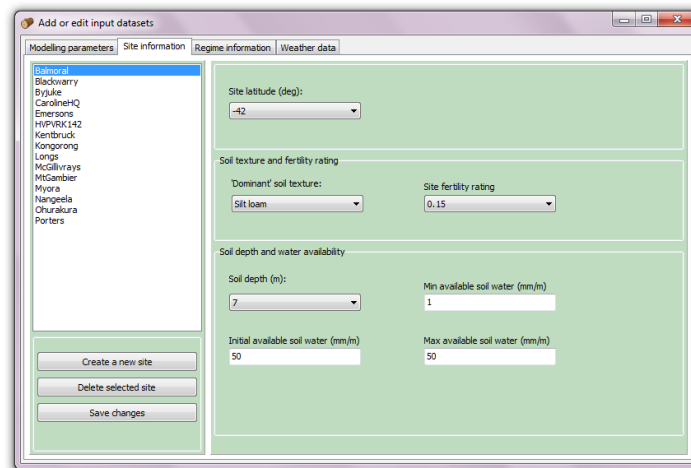 Add or edit input datasets
Modelling parameters Site information Regime information Weather data
Balmoral
Blackwarry
Byjuke
CarolineHQ
Emersons
HVPVRK142
Kentbruck
Kongorong
Longs
McGillivrays
MtGambier
Myora
Nangeela
Ohurakura
Porters
Create a new site
Delete selected site
Save changes
Site latitude (deg):
-42
Soil texture and fertility rating
'Dominant' soil texture: Site fertility rating
Silt loam 0.15
Soil depth and water availability
Soil depth (m): Min available soil water (mm/m)
7 1
Initial available soil water (mm/m) Max available soil water (mm/m)
50 50